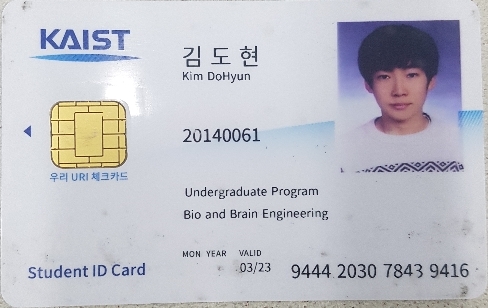 KAIST
김도현
Kim DoHyun
20140061
우리 URI 체크카드
Undergraduate Program
Bio and Brain Engineering
MON YEAR VALID
03/23
Student ID Card
9444 2030 7843 9416